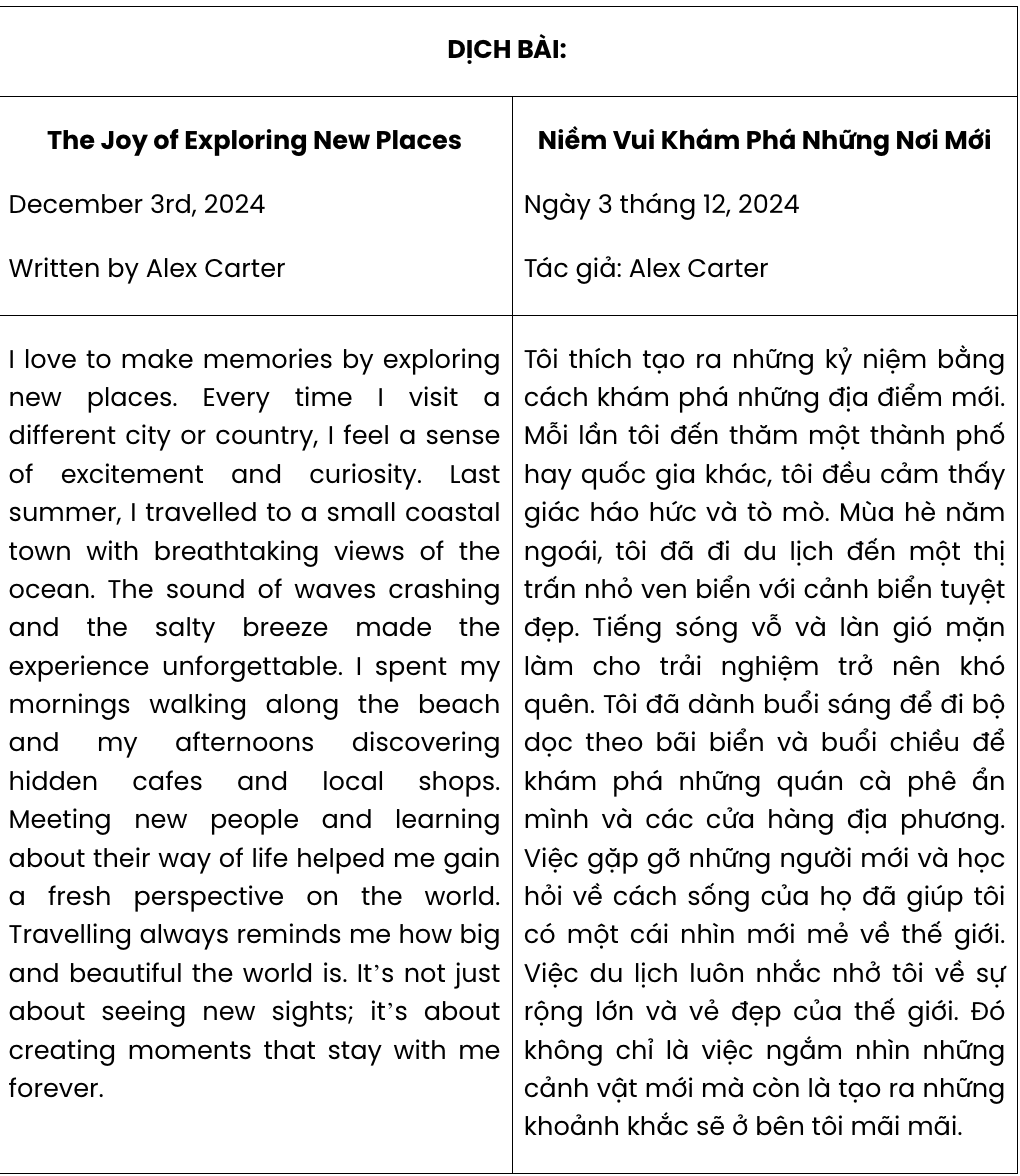 DỊCH BÀI:
The Joy of Exploring New Places
December 3rd, 2024
Written by Alex Carter
Niềm Vui Khám Phá Những Nơi Mới
Ngày 3 tháng 12, 2024
Tác giả: Alex Carter
I love to make memories by exploring
new places. Every time I visit a
different city or country, I feel a sense
of excitement and curiosity. Last
summer, I travelled to a small coastal
town with breathtaking views of the
ocean. The sound of waves crashing
and the salty breeze made the
experience unforgettable. I spent my
mornings walking along the beach
and my afternoons discovering
hidden cafes and local shops.
Meeting new people and learning
about their way of life helped me gain
a fresh perspective on the world.
Travelling always reminds me how big
and beautiful the world is. It’s not just
about seeing new sights; it’s about
creating moments that stay with me
forever.
Tôi thích tạo ra những kỷ niệm bằng
cách khám phá những địa điểm mới.
Mỗi lần tôi đến thăm một thành phố
hay quốc gia khác, tôi đều cảm thấy
giác háo hức và tò mò. Mùa hè năm
ngoái, tôi đã đi du lịch đến một thị
trấn nhỏ ven biển với cảnh biển tuyệt
đẹp. Tiếng sóng vỗ và làn gió mặn
làm cho trải nghiệm trở nên khó
quên. Tôi đã dành buổi sáng để đi bộ
dọc theo bãi biển và buổi chiều để
khám phá những quán cà phê ẩn
mình và các cửa hàng địa phương.
Việc gặp gỡ những người mới và học
hỏi về cách sống của họ đã giúp tôi
có một cái nhìn mới mẻ về thế giới.
Việc du lịch luôn nhắc nhở tôi về sự
rộng lớn và vẻ đẹp của thế giới. Đó
không chỉ là việc ngắm nhìn những
cảnh vật mới mà còn là tạo ra những
khoảnh khắc sẽ ở bên tôi mãi mãi.